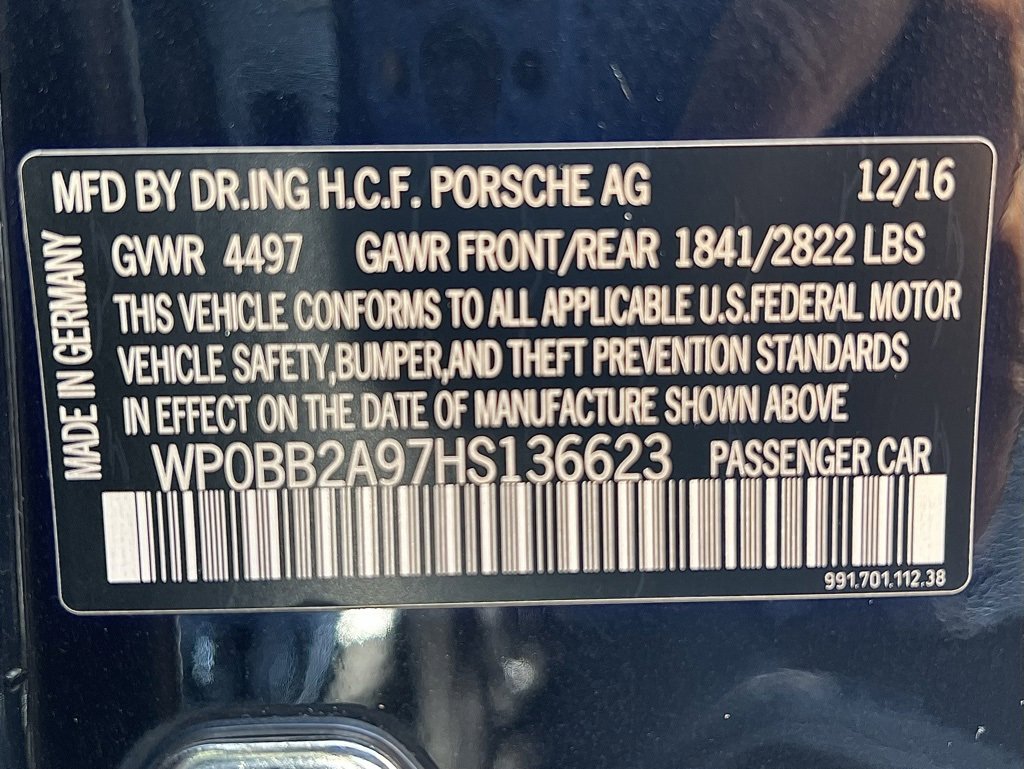 MFD BY DR.ING H.C.F. PORSCHE AG 12/16
GVWR 4497 GAWR FRONT/REAR 1841/2822 LBS
THIS VEHICLE CONFORMS TO ALL APPLICABLE U.S.FEDERAL MOTOR
VEHICLE SAFETY,BUMPER,AND THEFT PREVENTION STANDARDS
IN EFFECT ON THE DATE OF MANUFACTURE SHOWN ABOVE
WP0BB2A97HS136623 PASSENGER CAR
991.701.112.38
MADE IN GERMANY